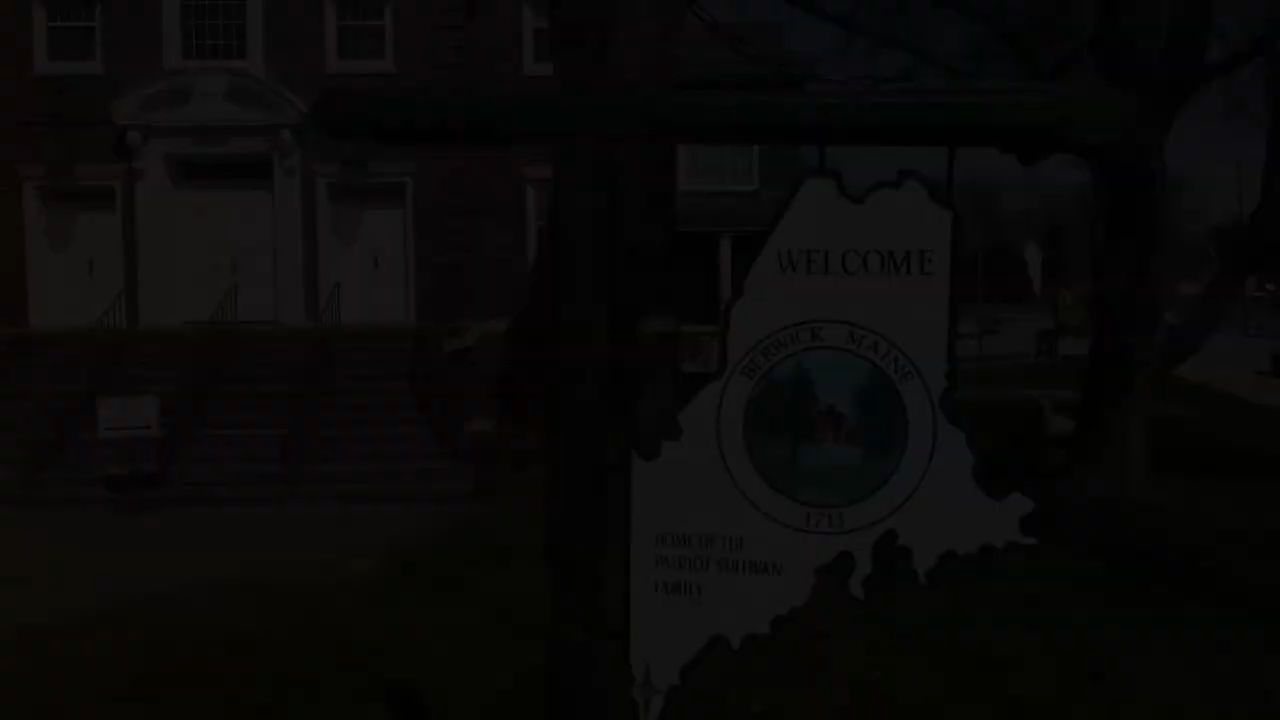 WELCOME
BERWICK MAINE
1713
HOME OF THE
PATRIOT SULLIVAN
FAMILY